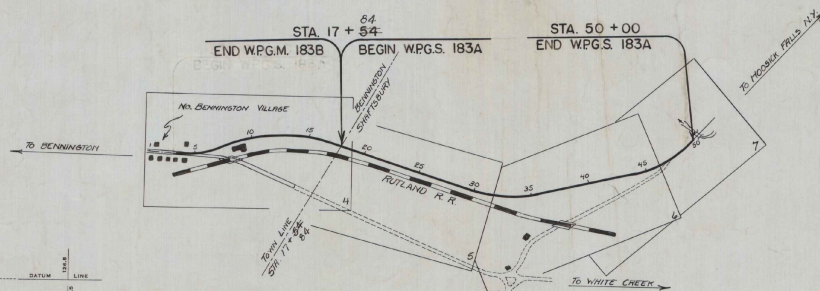 84
STA. 17 + 54
END W.P.G.M. 183B
BEGIN W.P.G.S. 183A
STA. 50 + 00
END W.P.G.S. 183A
TO HOOSICK FALLS N.Y.
No. BENNINGTON VILLAGE
BENNINGTON
SHAFTSBURY
TO BENNINGTON
1
5
10
15
20
25
30
35
40
45
50
RUTLAND R.R.
TOWN LINE
STA. 17 + 54
84
4
5
6
7
TO WHITE CREEK
DATUM LINE